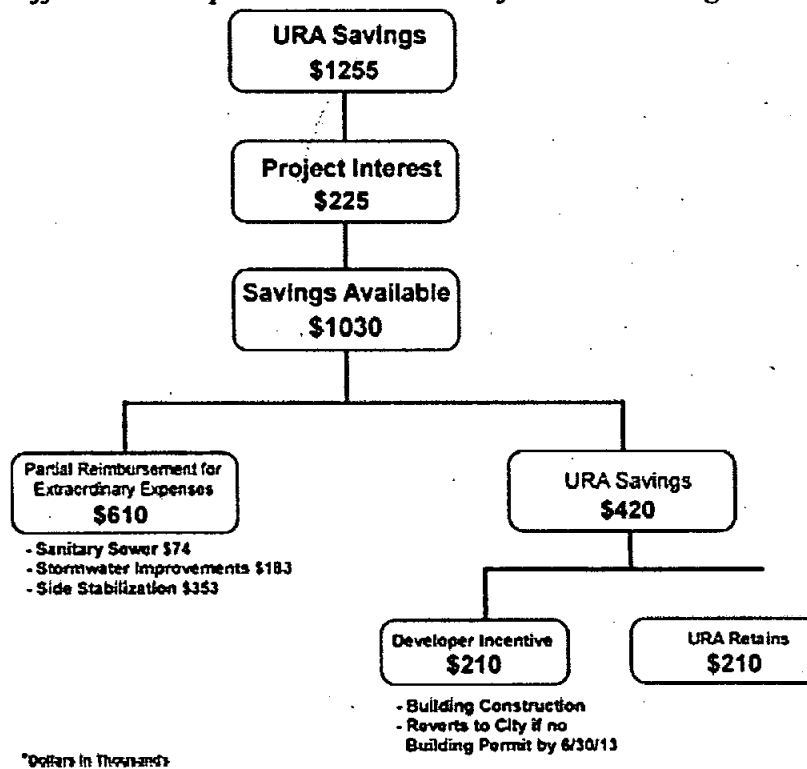 URA Savings
$1255
Project Interest
$225
Savings Available
$1030
Partial Reimbursement for
Extraordinary Expenses
$610
- Sanitary Sewer $74
- Stormwater Improvements $183
- Side Stabilization $353
URA Savings
$420
Developer Incentive
$210
- Building Construction
- Reverts to City if no
Building Permit by 6/30/13
URA Retains
$210
*Dollars in Thousands